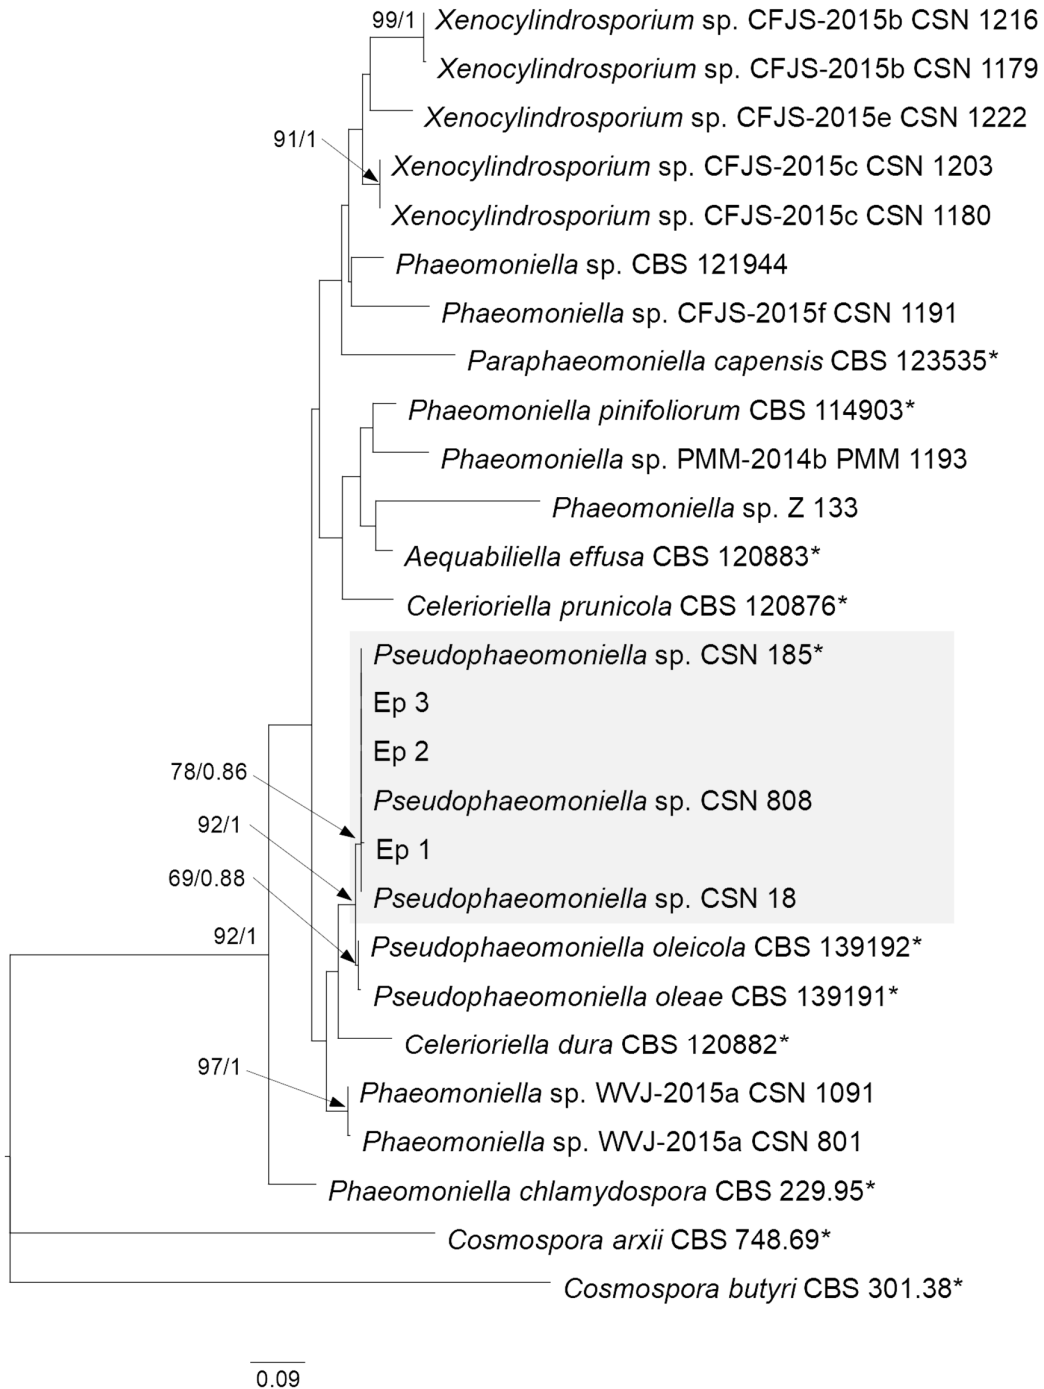 99/1 Xenocylindrosporium sp. CFJS-2015b CSN 1216
Xenocylindrosporium sp. CFJS-2015b CSN 1179
Xenocylindrosporium sp. CFJS-2015e CSN 1222
91/1
Xenocylindrosporium sp. CFJS-2015c CSN 1203
Xenocylindrosporium sp. CFJS-2015c CSN 1180
Phaeomoniella sp. CBS 121944
Phaeomoniella sp. CFJS-2015f CSN 1191
Paraphaeomoniella capensis CBS 123535*
Phaeomoniella pinifoliorum CBS 114903*
Phaeomoniella sp. PMM-2014b PMM 1193
Phaeomoniella sp. Z 133
Aequabiliella effusa CBS 120883*
Celerioriella prunicola CBS 120876*
Pseudophaeomoniella sp. CSN 185*
Ep 3
Ep 2
78/0.86
Pseudophaeomoniella sp. CSN 808
92/1
Ep 1
69/0.88
Pseudophaeomoniella sp. CSN 18
92/1
Pseudophaeomoniella oleicola CBS 139192*
Pseudophaeomoniella oleae CBS 139191*
Celerioriella dura CBS 120882*
97/1
Phaeomoniella sp. WVJ-2015a CSN 1091
Phaeomoniella sp. WVJ-2015a CSN 801
Phaeomoniella chlamydospora CBS 229.95*
Cosmospora arxii CBS 748.69*
Cosmospora butyri CBS 301.38*
0.09